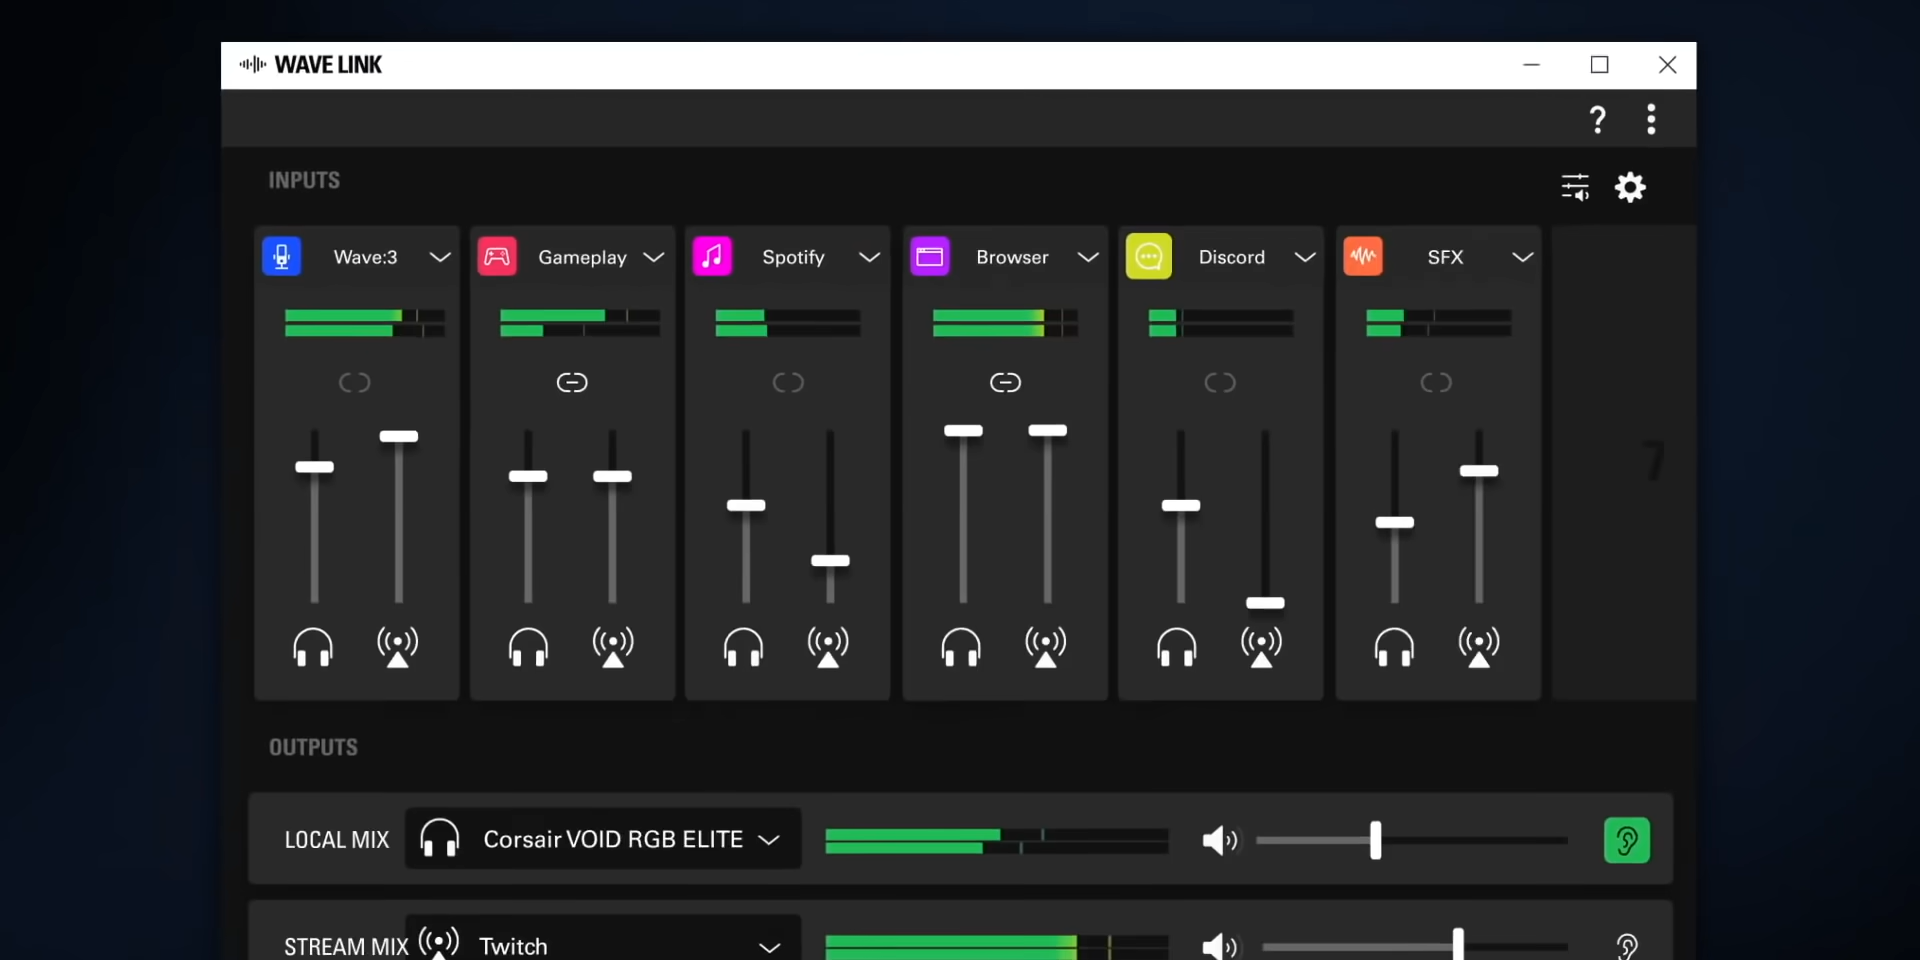 WAVE LINK
?
INPUTS
Wave:3
Gameplay
Spotify
Browser
Discord
SFX
7
OUTPUTS
LOCAL MIX
Corsair VOID RGB ELITE
STREAM MIX
Twitch